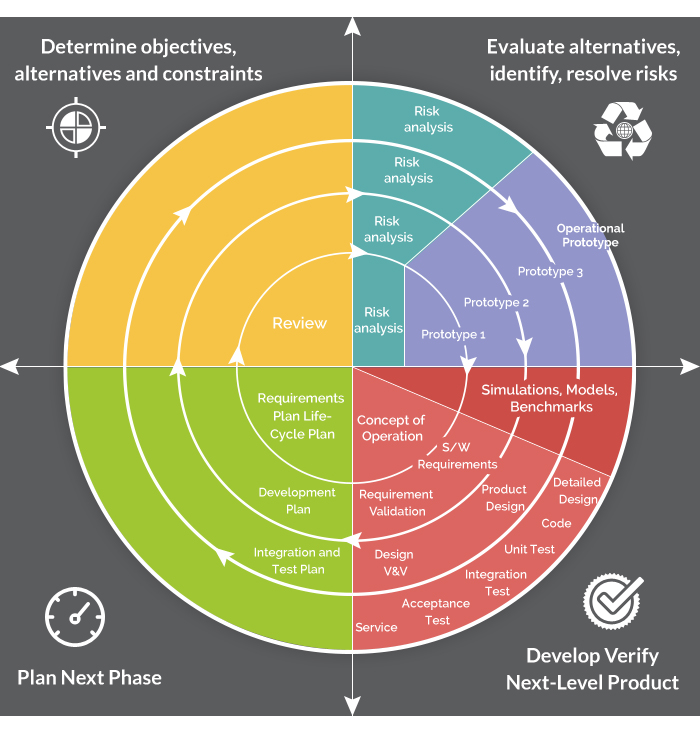 Determine objectives,
alternatives and constraints
Evaluate alternatives,
identify, resolve risks
Risk
analysis
Risk
analysis
Risk
analysis
Risk
analysis
Operational
Prototype
Prototype 3
Prototype 2
Prototype 1
Review
Requirements
Plan Life-
Cycle Plan
Development
Plan
Integration and
Test Plan
Simulations, Models,
Benchmarks
Concept of
Operation
S/W
Requirements
Requirement
Validation
Product
Design
Detailed
Design
Code
Unit Test
Design
V&V
Integration
Test
Acceptance
Test
Service
Plan Next Phase
Develop Verify
Next-Level Product